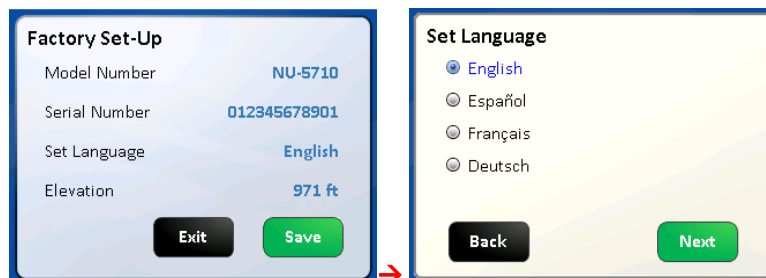 Factory Set-Up
Model Number NU-5710
Serial Number 012345678901
Set Language English
Elevation 971 ft
Exit Save
→
Set Language
English
Español
Français
Deutsch
Back Next